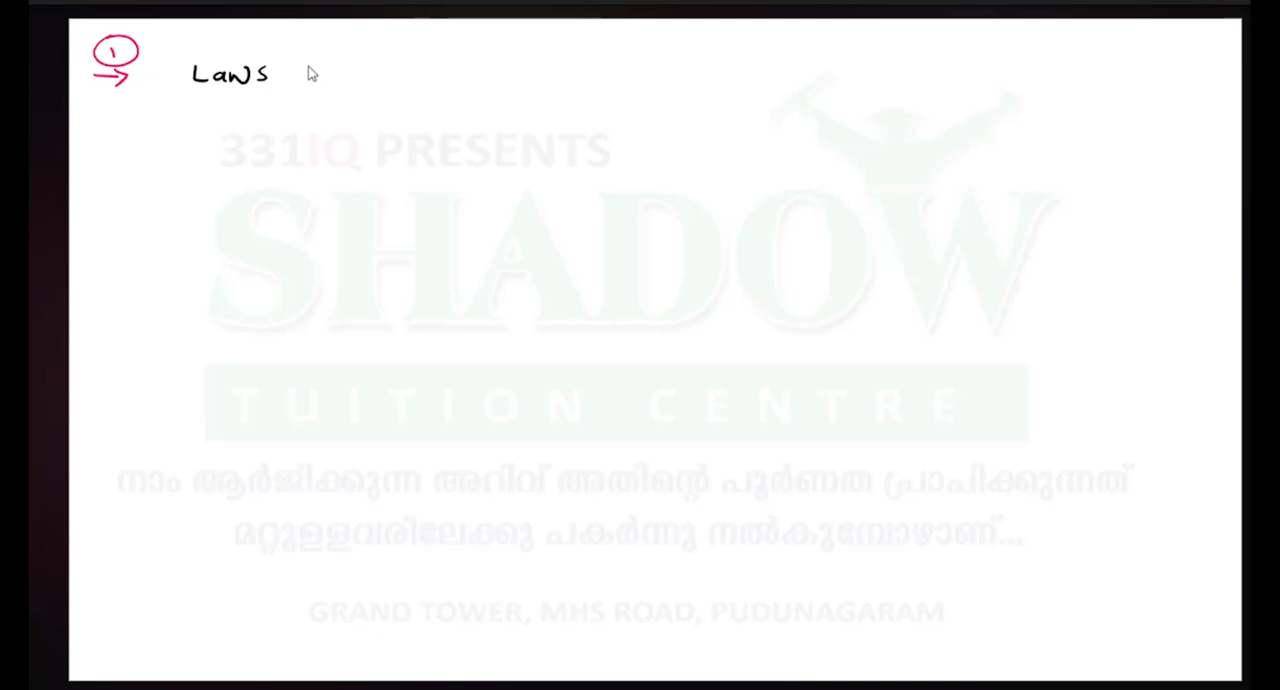 1
Laws
331IQ PRESENTS
SHADOW
TUITION CENTRE
നാം ആർജിക്കുന്ന അറിവ് അതിന്റെ പൂർണത പ്രാപിക്കുന്നത്
മറ്റുള്ളവരിലേക്കു പകർന്നു നൽകുമ്പോഴാണ്...
GRAND TOWER, MHS ROAD, PUDUNAGARAM